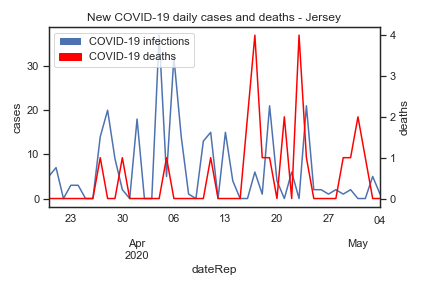 New COVID-19 daily cases and deaths - Jersey
COVID-19 infections
COVID-19 deaths
cases
30
20
10
0
deaths
4
3
2
1
0
23 30 06 13 20 27 04
Apr May
2020
dateRep